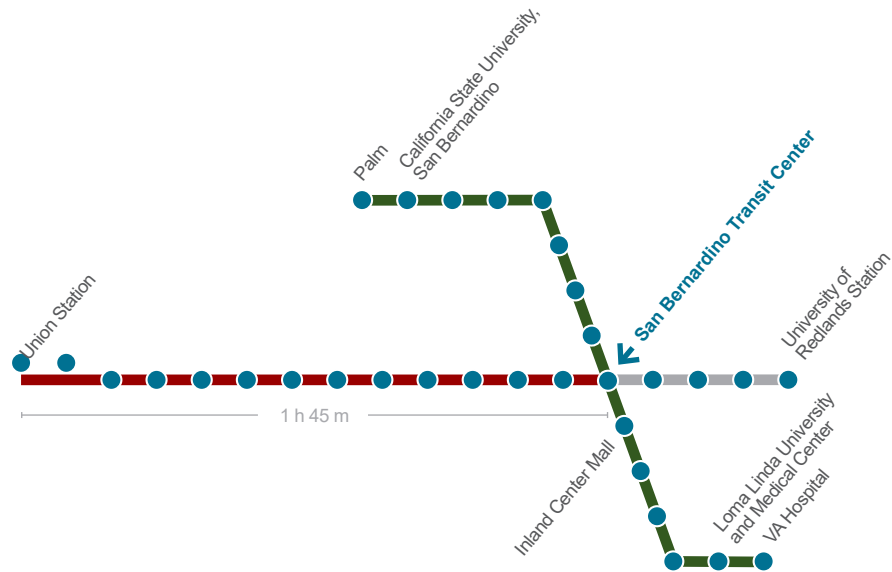 California State University,
San Bernardino
Palm
San Bernardino Transit Center
University of
Redlands Station
Union Station
1 h 45 m
Inland Center Mall
Loma Linda University
and Medical Center
VA Hospital